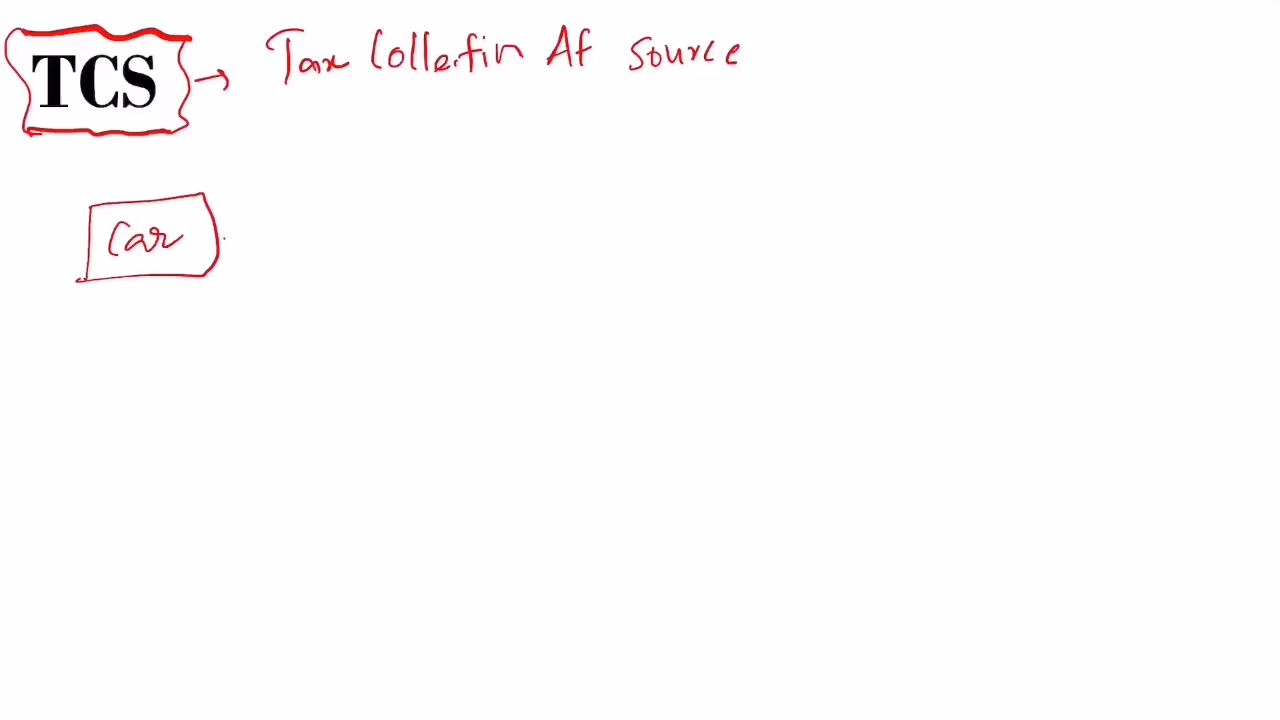 TCS → Tax Collection At Source
Car